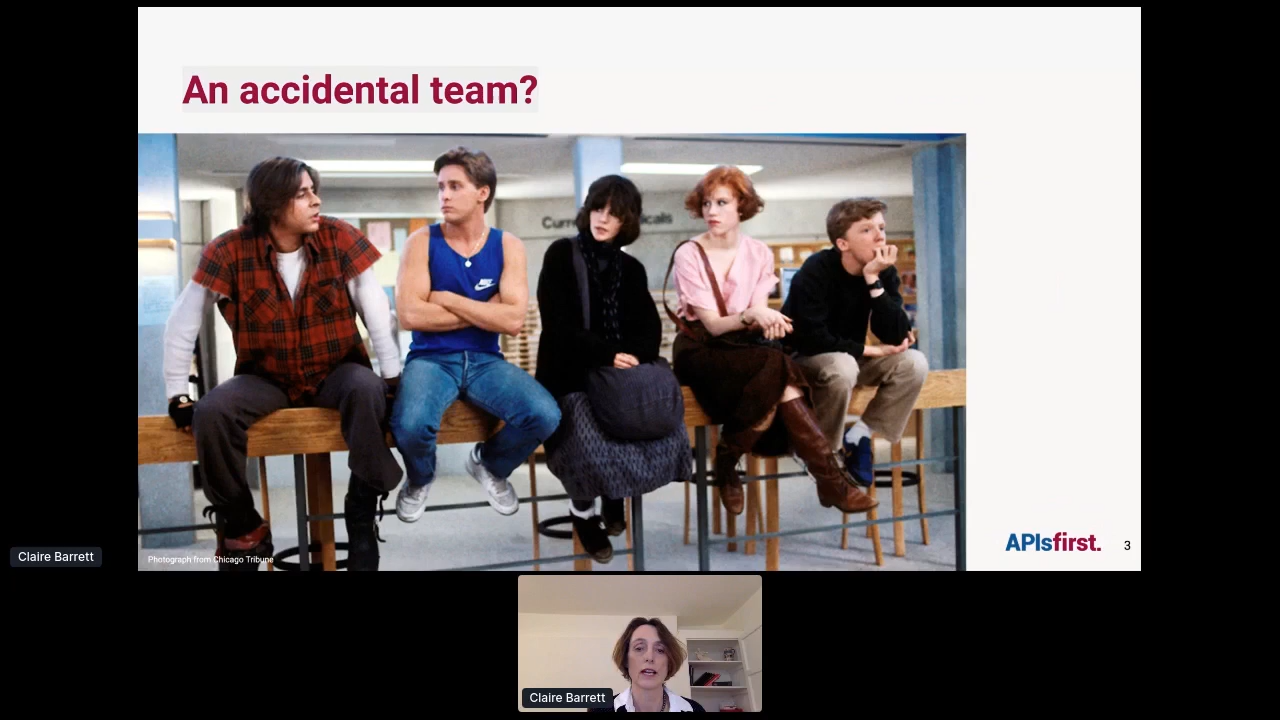 An accidental team?
Photograph from Chicago Tribune
APIsfirst.
3
Claire Barrett
Claire Barrett